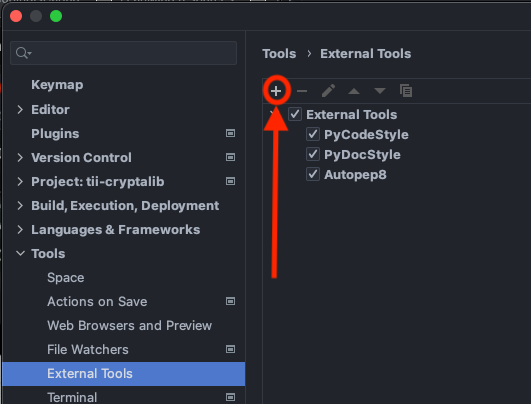 Keymap
Editor
Plugins
Version Control
Project: tii-cryptalib
Build, Execution, Deployment
Languages & Frameworks
Tools
Space
Actions on Save
Web Browsers and Preview
File Watchers
External Tools
Terminal
Tools › External Tools
External Tools
PyCodeStyle
PyDocStyle
Autopep8